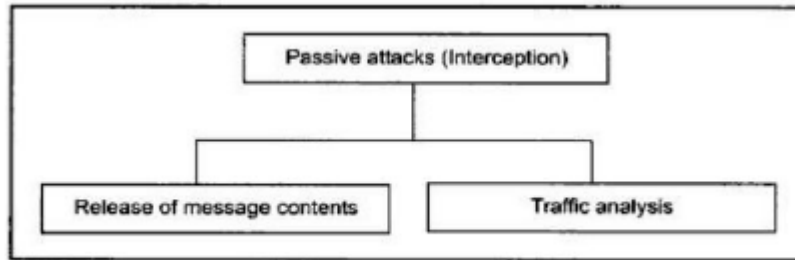 Passive attacks (Interception)
Release of message contents
Traffic analysis